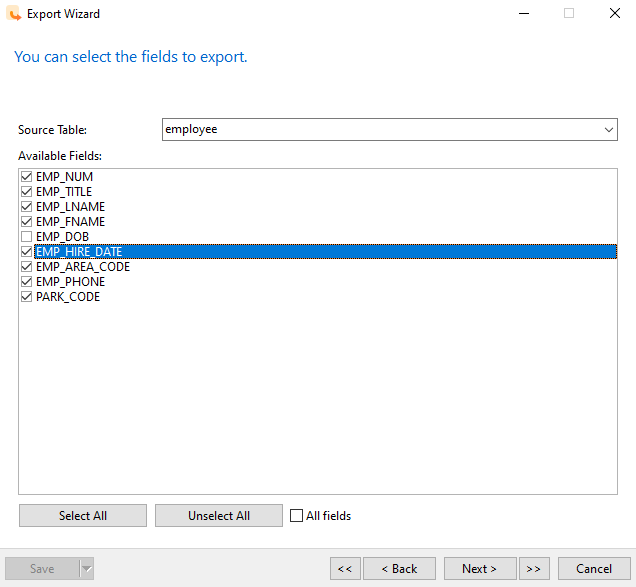 Export Wizard
You can select the fields to export.
Source Table: employee
Available Fields:
EMP_NUM
EMP_TITLE
EMP_LNAME
EMP_FNAME
EMP_DOB
EMP_HIRE_DATE
EMP_AREA_CODE
EMP_PHONE
PARK_CODE
Select All Unselect All All fields
Save << < Back Next > >> Cancel